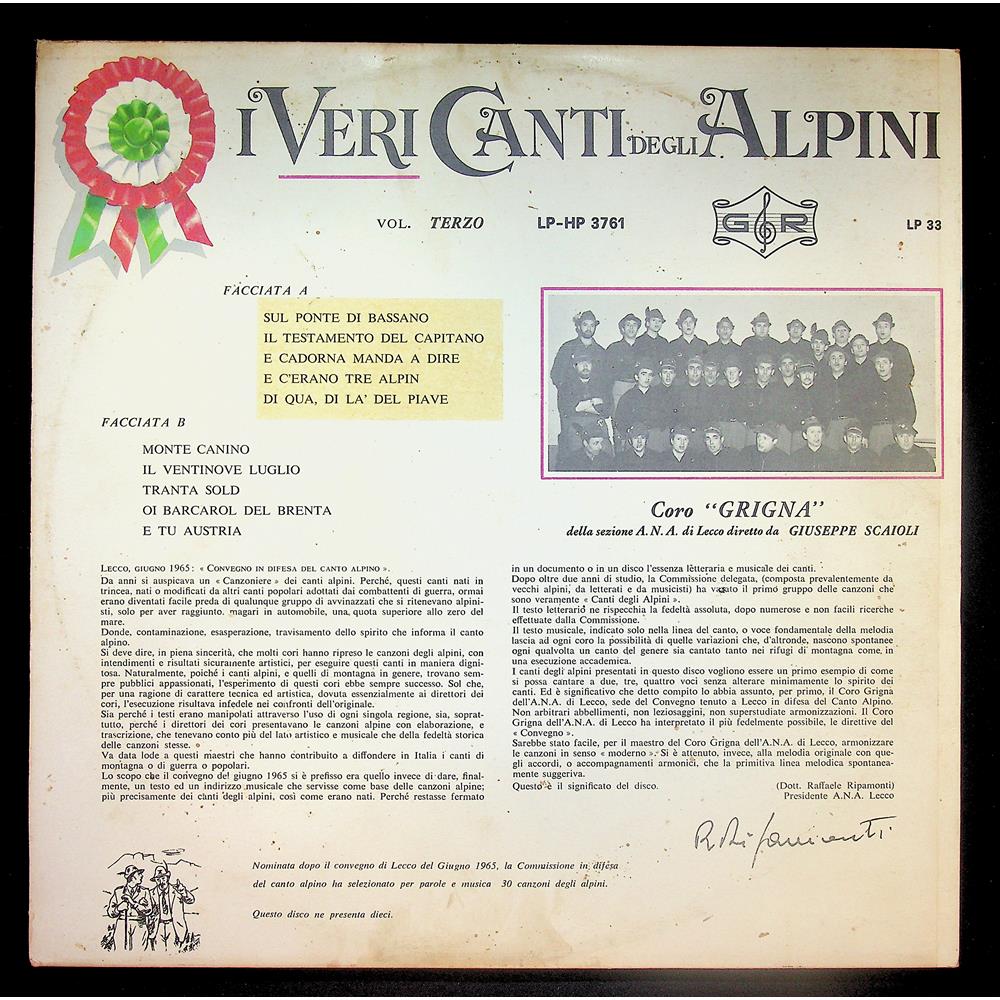 I VERI CANTI DEGLI ALPINI
VOL. TERZO LP-HP 3761 GR LP 33
FACCIATA A
SUL PONTE DI BASSANO
IL TESTAMENTO DEL CAPITANO
E CADORNA MANDA A DIRE
E C'ERANO TRE ALPIN
DI QUA, DI LA' DEL PIAVE
FACCIATA B
MONTE CANINO
IL VENTINOVE LUGLIO
TRANTA SOLD
OI BARCAROL DEL BRENTA
E TU AUSTRIA
Coro "GRIGNA"
della sezione A.N.A. di Lecco diretto da GIUSEPPE SCAIOLI
LECCO, GIUGNO 1965: « CONVEGNO IN DIFESA DEL CANTO ALPINO ».
Da anni si auspicava un « Canzoniere » dei canti alpini. Perché, questi canti nati in
trincea, nati o modificati da altri canti popolari adottati dai combattenti di guerra, ormai
erano diventati facile preda di qualunque gruppo di avvinazzati che si ritenevano alpini-
sti, solo per aver raggiunto, magari in automobile, una quota superiore allo zero del
mare.
Donde, contaminazione, esasperazione, travisamento dello spirito che informa il canto
alpino.
Si deve dire, in piena sincerità, che molti cori hanno ripreso le canzoni degli alpini, con
intendimenti e risultati sicuramente artistici, per eseguire questi canti in maniera digni-
tosa. Naturalmente, poiché i canti alpini, e quelli di montagna in genere, trovano sem-
pre pubblici appassionati, l'esperimento di questi cori ebbe sempre successo. Sol che,
per una ragione di carattere tecnica ed artistica, dovuta essenzialmente ai direttori dei
cori, l'esecuzione risultava infedele nei confronti dell'originale.
Sia perché i testi erano manipolati attraverso l'uso di ogni singola regione, sia, soprat-
tutto, perché i direttori dei cori presentavano le canzoni alpine con elaborazione, e
trascrizione, che tenevano conto più del lato artistico e musicale che della fedeltà storica
delle canzoni stesse.
Va data lode a questi maestri che hanno contribuito a diffondere in Italia i canti di
montagna o di guerra o popolari.
Lo scopo che il convegno del giugno 1965 si è prefisso era quello invece di dare, final-
mente, un testo ed un indirizzo musicale che servisse come base delle canzoni alpine;
più precisamente dei canti degli alpini, così come erano nati. Perché restasse fermato
in un documento o in un disco l'essenza letteraria e musicale dei canti.
Dopo oltre due anni di studio, la Commissione delegata, (composta prevalentemente da
vecchi alpini, da letterati e da musicisti) ha varato il primo gruppo delle canzoni che
sono veramente « Canti degli Alpini ».
Il testo letterario ne rispecchia la fedeltà assoluta, dopo numerose e non facili ricerche
effettuate dalla Commissione.
Il testo musicale, indicato solo nella linea del canto, o voce fondamentale della melodia
lascia ad ogni coro la possibilità di quelle variazioni che, d'altronde, nascono spontanee
ogni qualvolta un canto del genere sia cantato tanto nei rifugi di montagna come in
una esecuzione accademica.
I canti degli alpini presentati in questo disco vogliono essere un primo esempio di come
si possa cantare a due, tre, quattro voci senza alterare minimamente lo spirito dei
canti. Ed è significativo che detto compito lo abbia assunto, per primo, il Coro Grigna
dell'A.N.A. di Lecco, sede del Convegno tenuto a Lecco in difesa del Canto Alpino.
Non arbitrari abbellimenti, non leziosaggini, non superstudiate armonizzazioni. Il Coro
Grigna dell'A.N.A. di Lecco ha interpretato il più fedelmente possibile, le direttive del
« Convegno ».
Sarebbe stato facile, per il maestro del Coro Grigna dell'A.N.A. di Lecco, armonizzare
le canzoni in senso « moderno ». Si è attenuto, invece, alla melodia originale con que-
gli accordi, o accompagnamenti armonici, che la primitiva linea melodica spontanea-
mente suggeriva.
Questo è il significato del disco. (Dott. Raffaele Ripamonti)
Presidente A.N.A. Lecco
R. Ripamonti
Nominata dopo il convegno di Lecco del Giugno 1965, la Commissione in difesa
del canto alpino ha selezionato per parole e musica 30 canzoni degli alpini.
Questo disco ne presenta dieci.